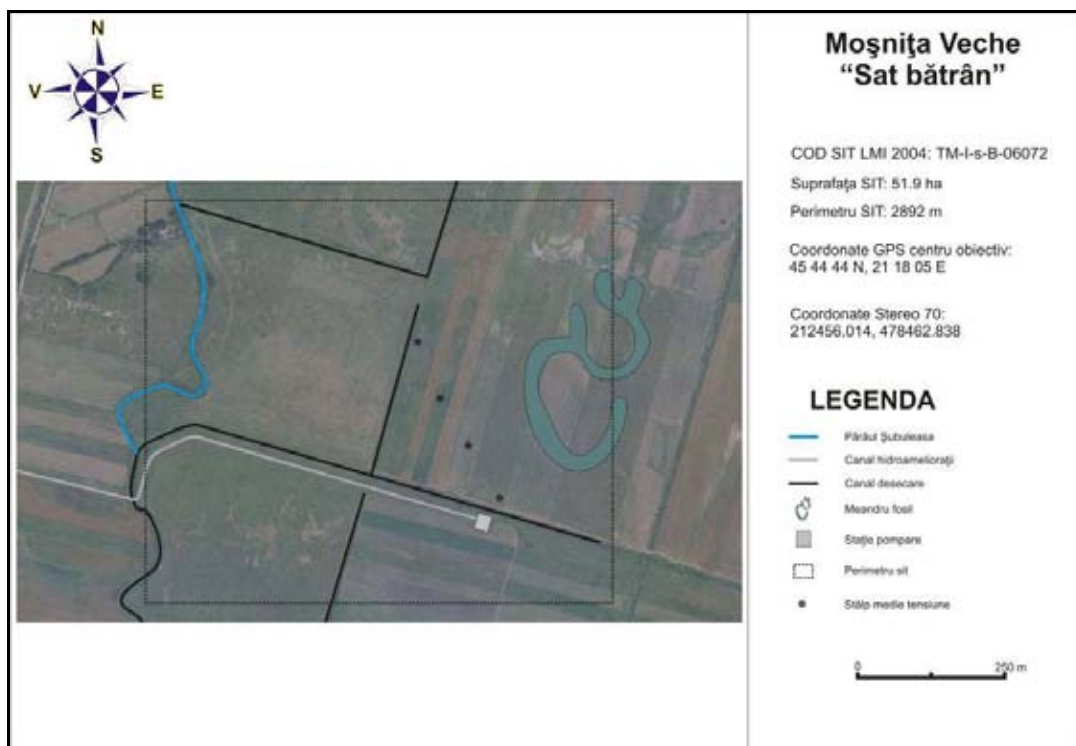 N
V
E
S
Moşniţa Veche
“Sat bătrân”
COD SIT LMI 2004: TM-I-s-B-06072
Suprafaţa SIT: 51.9 ha
Perimetru SIT: 2892 m
Coordonate GPS centru obiectiv:
45 44 44 N, 21 18 05 E
Coordonate Stereo 70:
212456.014, 478462.838
LEGENDA
Pârâul Şubuleasa
Canal hidroamelioraţii
Canal desecare
Meandru fosil
Staţie pompare
Perimetru sit
Stâlp medie tensiune
0 250 m